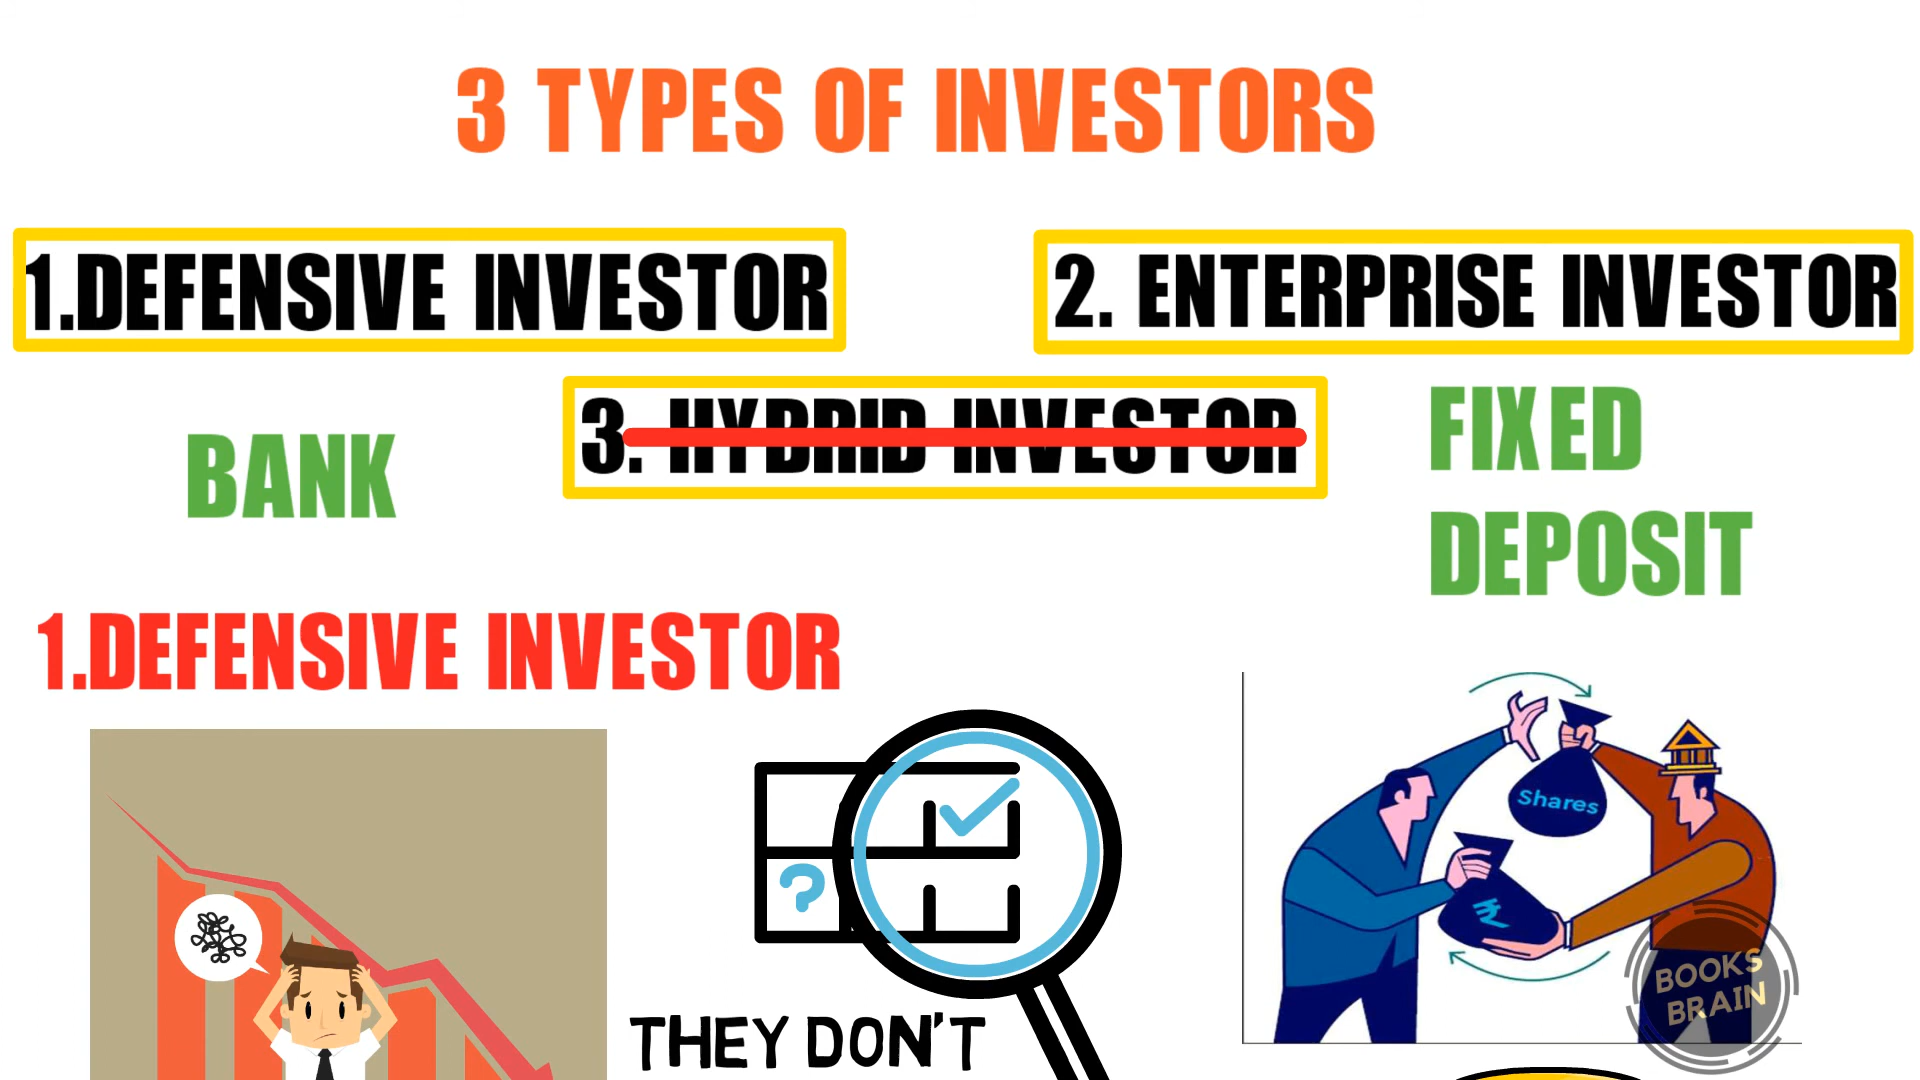 3 TYPES OF INVESTORS
1.DEFENSIVE INVESTOR
2. ENTERPRISE INVESTOR
3. HYBRID INVESTOR
BANK
FIXED
DEPOSIT
1.DEFENSIVE INVESTOR
?
Shares
₹
THEY DON'T
BOOKS
BRAIN